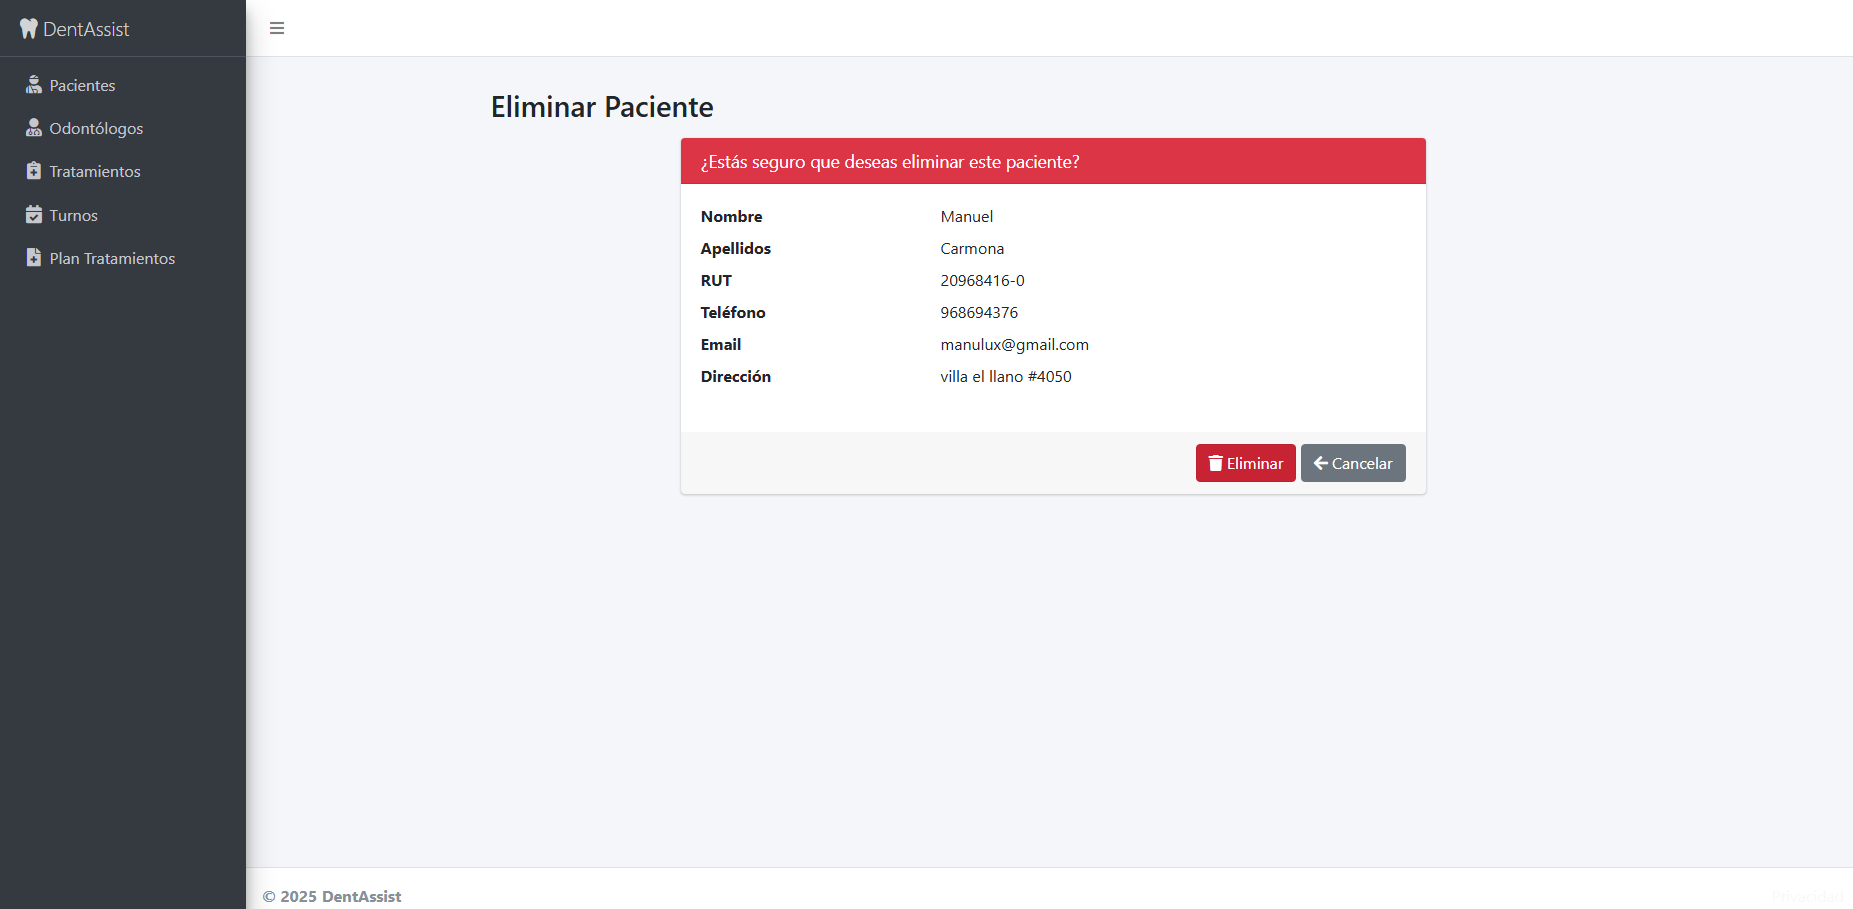 DentAssist
Pacientes
Odontólogos
Tratamientos
Turnos
Plan Tratamientos
Eliminar Paciente
¿Estás seguro que deseas eliminar este paciente?
Nombre Manuel
Apellidos Carmona
RUT 20968416-0
Teléfono 968694376
Email manulux@gmail.com
Dirección villa el llano #4050
Eliminar Cancelar
© 2025 DentAssist Privacidad